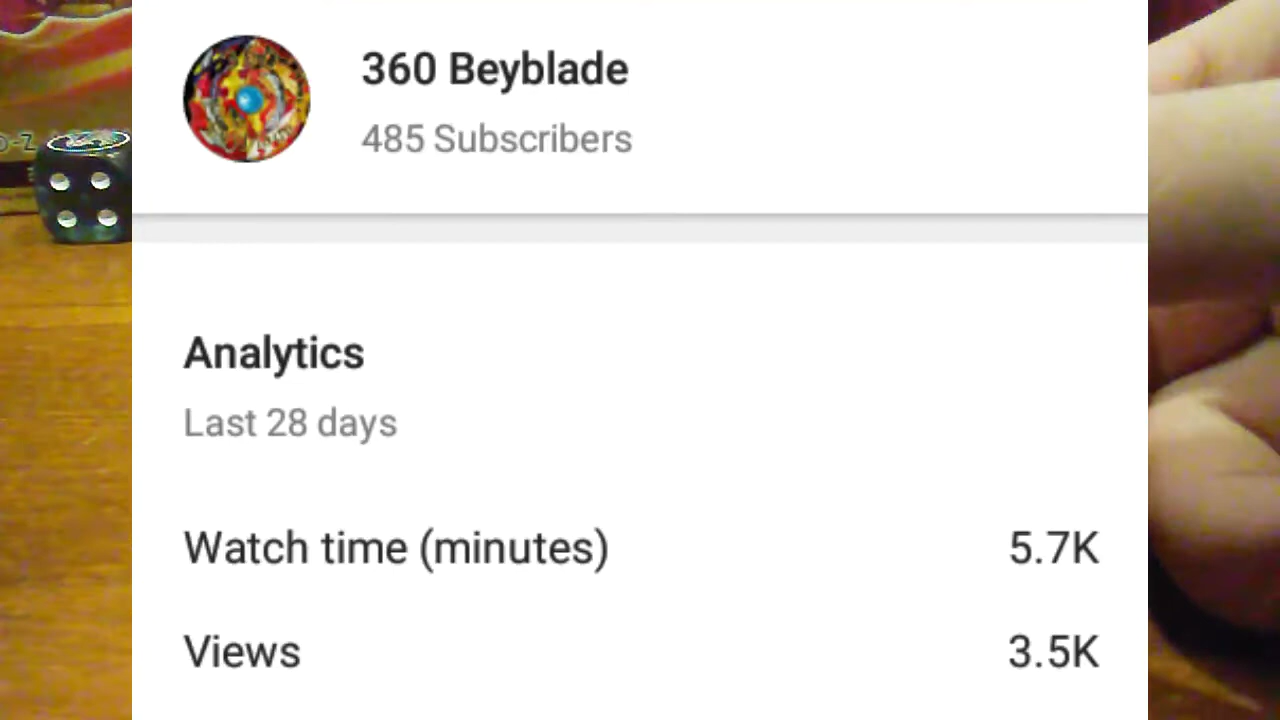 360 Beyblade
485 Subscribers
Analytics
Last 28 days
Watch time (minutes)
5.7K
Views
3.5K